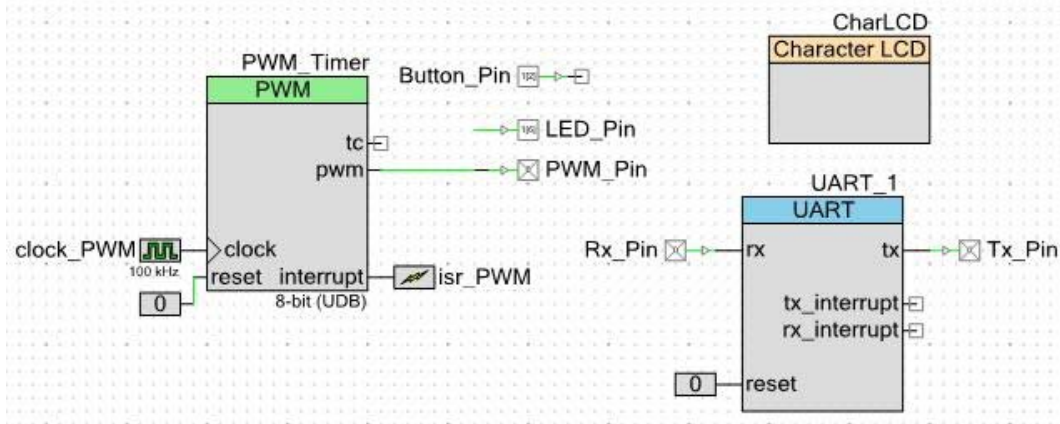 CharLCD
Character LCD
PWM_Timer
PWM
tc
pwm
clock
reset interrupt
8-bit (UDB)
clock_PWM
100 kHz
0
isr_PWM
Button_Pin
LED_Pin
PWM_Pin
UART_1
UART
Rx_Pin
rx
tx
Tx_Pin
tx_interrupt
rx_interrupt
0
reset